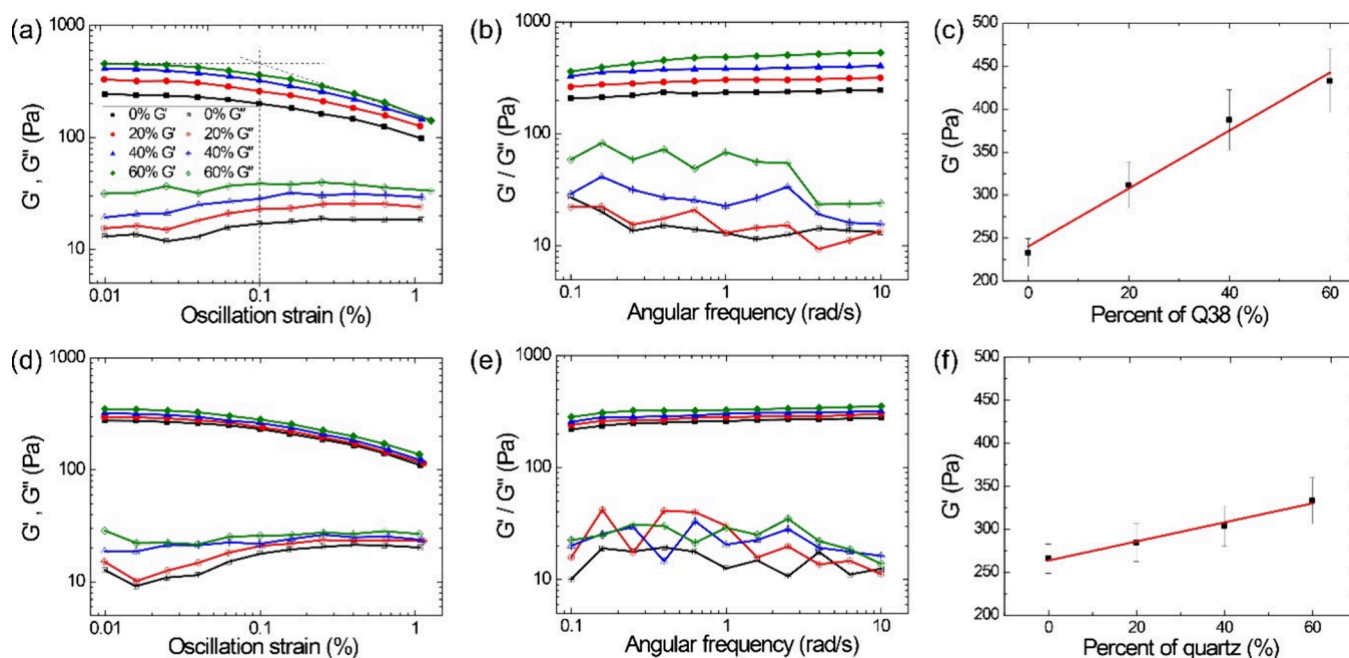 (a)
1000
100
10
G' , G'' (Pa)
0% G' 0% G''
20% G' 20% G''
40% G' 40% G''
60% G' 60% G''
0.01 0.1 1
Oscillation strain (%)
(b)
1000
100
10
G' / G'' (Pa)
0.1 1 10
Angular frequency (rad/s)
(c)
500
450
400
350
300
250
200
G' (Pa)
0 20 40 60
Percent of Q38 (%)
(d)
1000
100
10
G' , G'' (Pa)
0.01 0.1 1
Oscillation strain (%)
(e)
1000
100
10
G' / G'' (Pa)
0.1 1 10
Angular frequency (rad/s)
(f)
500
450
400
350
300
250
200
G' (Pa)
0 20 40 60
Percent of quartz (%)